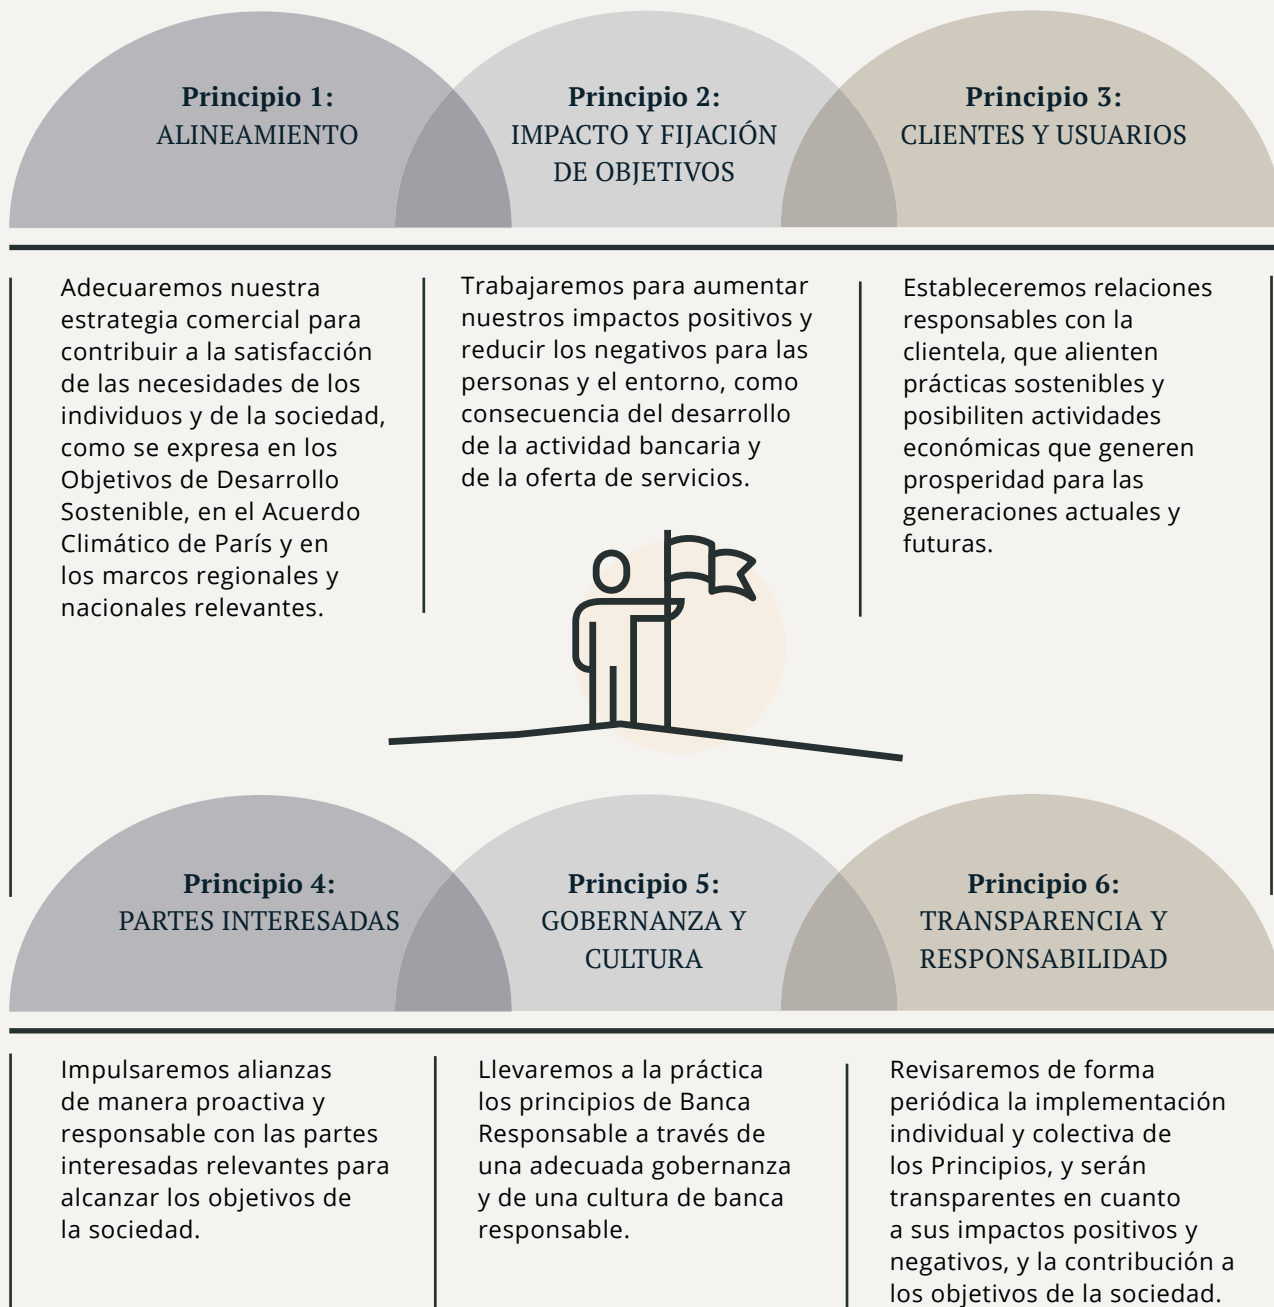 Principio 1:
ALINEAMIENTO
Principio 2:
IMPACTO Y FIJACIÓN
DE OBJETIVOS
Principio 3:
CLIENTES Y USUARIOS
Adecuaremos nuestra
estrategia comercial para
contribuir a la satisfacción
de las necesidades de los
individuos y de la sociedad,
como se expresa en los
Objetivos de Desarrollo
Sostenible, en el Acuerdo
Climático de París y en
los marcos regionales y
nacionales relevantes.
Trabajaremos para aumentar
nuestros impactos positivos y
reducir los negativos para las
personas y el entorno, como
consecuencia del desarrollo
de la actividad bancaria y
de la oferta de servicios.
Estableceremos relaciones
responsables con la
clientela, que alienten
prácticas sostenibles y
posibiliten actividades
económicas que generen
prosperidad para las
generaciones actuales y
futuras.
Principio 4:
PARTES INTERESADAS
Principio 5:
GOBERNANZA Y
CULTURA
Principio 6:
TRANSPARENCIA Y
RESPONSABILIDAD
Impulsaremos alianzas
de manera proactiva y
responsable con las partes
interesadas relevantes para
alcanzar los objetivos de
la sociedad.
Llevaremos a la práctica
los principios de Banca
Responsable a través de
una adecuada gobernanza
y de una cultura de banca
responsable.
Revisaremos de forma
periódica la implementación
individual y colectiva de
los Principios, y serán
transparentes en cuanto
a sus impactos positivos y
negativos, y la contribución a
los objetivos de la sociedad.